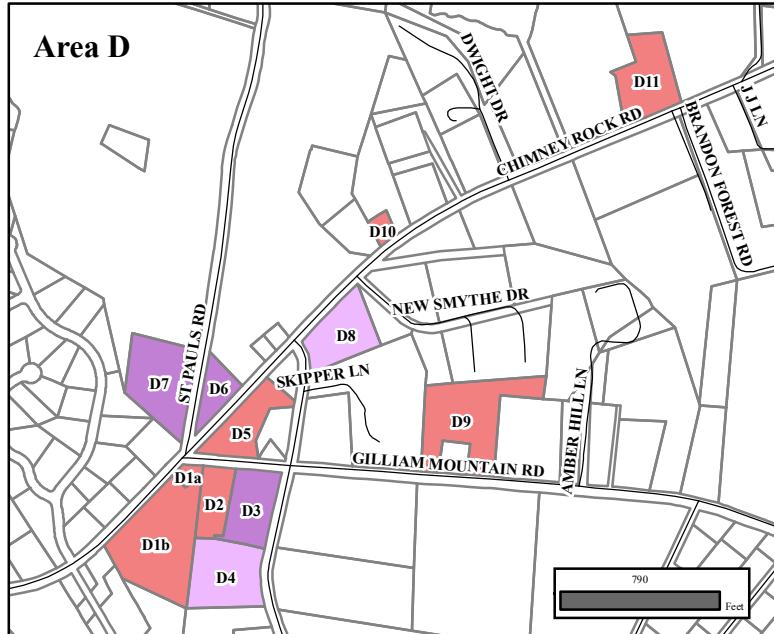 Area D
DWIGHT DR
D11
J J LN
CHIMNEY ROCK RD
BRANDON FOREST RD
D10
ST PAULS RD
NEW SMYTHE DR
D8
D7
D6
SKIPPER LN
D5
D9
AMBER HILL LN
GILLIAM MOUNTAIN RD
D1a
D2
D3
D1b
D4
790
Feet